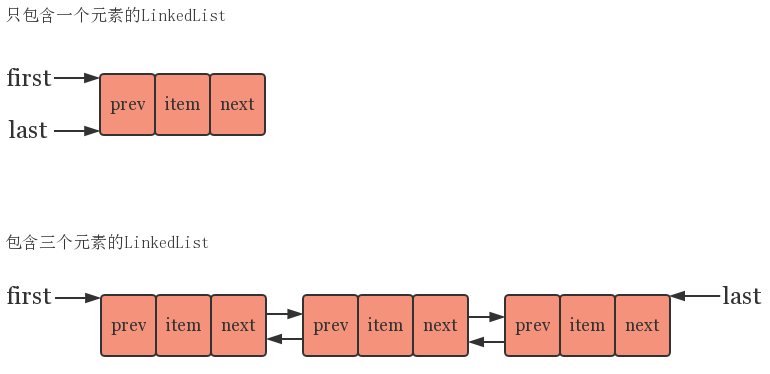 只包含一个元素的LinkedList
first
prev item next
last
包含三个元素的LinkedList
first last
prev item next prev item next prev item next